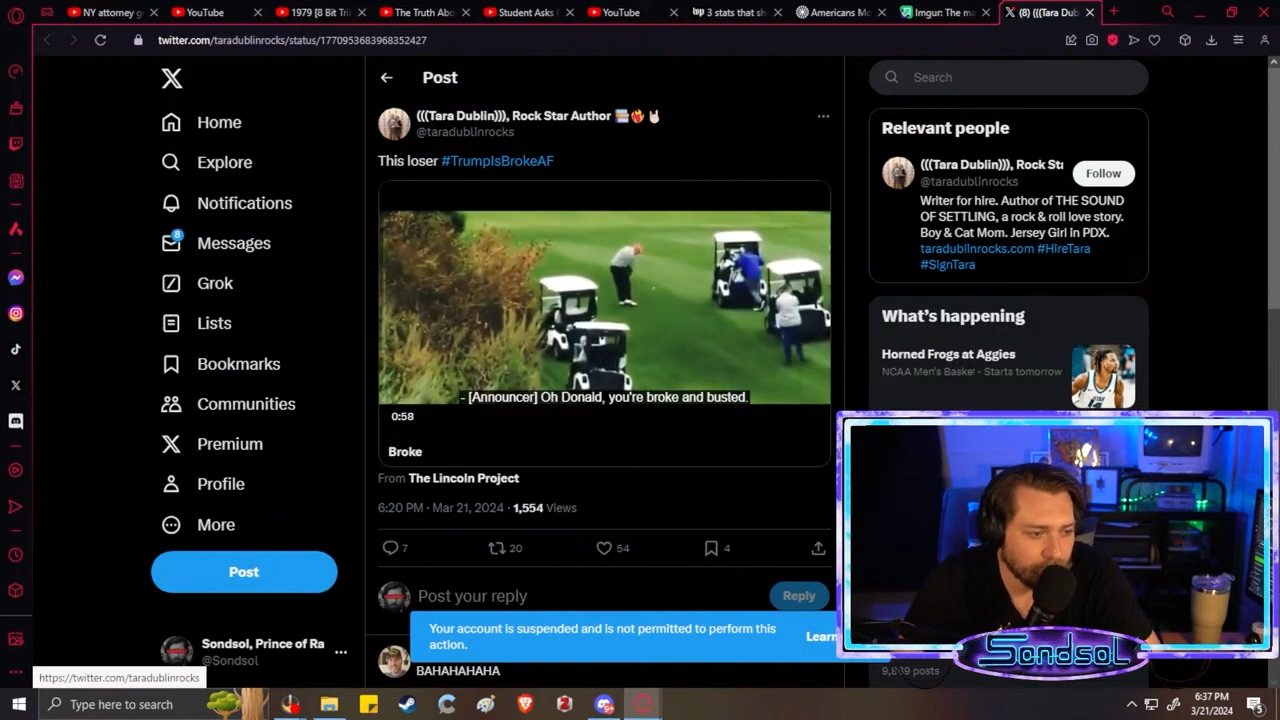 NY attorney g
YouTube
1979 [8 Bit Tri
The Truth Abo
Student Asks
YouTube
3 stats that sh
Americans Mo
Imgur: The ma
(8) (((Tara Dub
twitter.com/taradublinrocks/status/1770953683968352427
Home
Explore
Notifications
8
Messages
Grok
Lists
Bookmarks
Communities
Premium
Profile
More
Post
Sondsol, Prince of Ra
@Sondsol
https://twitter.com/taradublinrocks
Post
(((Tara Dublin))), Rock Star Author
@taradublinrocks
This loser #TrumpIsBrokeAF
- [Announcer] Oh Donald, you're broke and busted.
0:58
Broke
From The Lincoln Project
6:20 PM · Mar 21, 2024 · 1,554 Views
7
20
54
4
Post your reply
Reply
Your account is suspended and is not permitted to perform this
action.
Learn
BAHAHAHAHA
Search
Relevant people
(((Tara Dublin))), Rock St
@taradublinrocks
Follow
Writer for hire. Author of THE SOUND
OF SETTLING, a rock & roll love story.
Boy & Cat Mom. Jersey Girl in PDX.
taradublinrocks.com #HireTara
#SignTara
What's happening
Horned Frogs at Aggies
NCAA Men's Basket · Starts tomorrow
Sondsol
posts
Type here to search
6:37 PM
3/21/2024
5